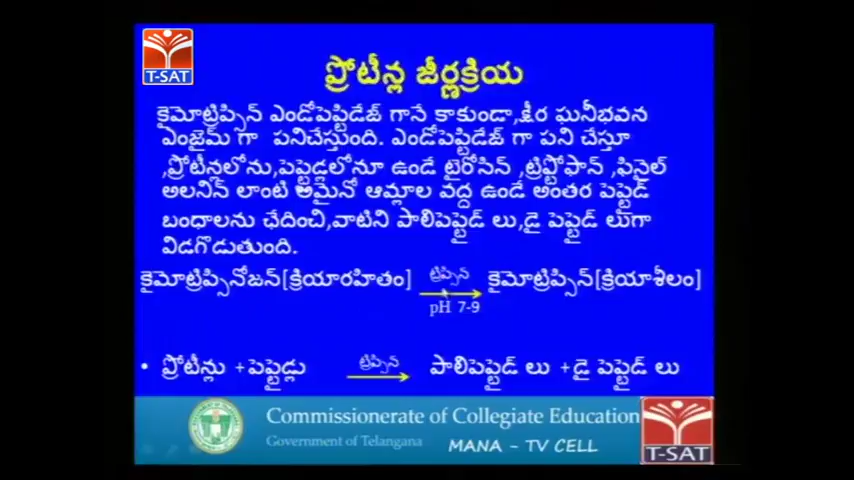 T-SAT
ప్రోటీన్ల జీర్ణక్రియ
కైమోట్రిప్సిన్ ఎండోపెప్టిడేజ్ గానే కాకుండా,క్షీర ఘనీభవన
ఎంజైమ్ గా పనిచేస్తుంది. ఎండోపెప్టిడేజ్ గా పని చేస్తూ
,ప్రోటీన్లలోను,పెప్టైడ్లలోనూ ఉండే టైరోసిన్ ,ట్రిప్టోఫాన్ ,ఫినైల్
అలనిన్ లాంటి అమైనో ఆమ్లాల వద్ద ఉండే అంతర పెప్టైడ్
బంధాలను ఛేదించి,వాటిని పాలిపెప్టైడ్ లు,డై పెప్టైడ్ లుగా
విడగొడుతుంది.
కైమోట్రిప్సినోజన్[క్రియారహితం] ట్రిప్సిన్ కైమోట్రిప్సిన్[క్రియాశీలం]
pH 7-9
• ప్రోటీన్లు +పెప్టైడ్లు ట్రిప్సిన్ పాలిపెప్టైడ్ లు +డై పెప్టైడ్ లు
Commissionerate of Collegiate Education
Government of Telangana
MANA - TV CELL
T-SAT